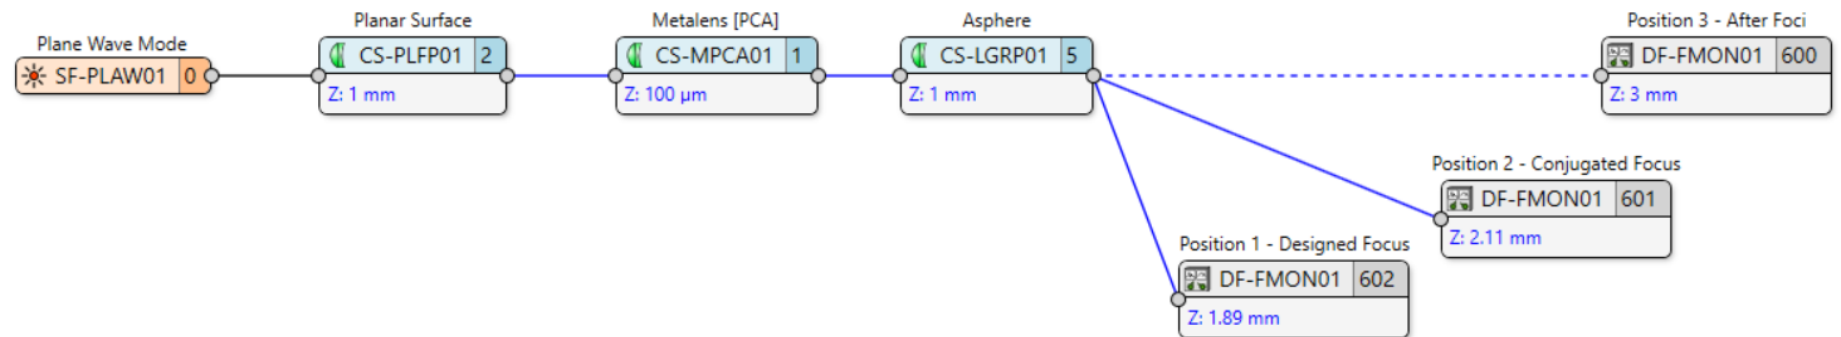 Plane Wave Mode
SF-PLAW01 0
Planar Surface
CS-PLFP01 2
Z: 1 mm
Metalens [PCA]
CS-MPCA01 1
Z: 100 µm
Asphere
CS-LGRP01 5
Z: 1 mm
Position 3 - After Foci
DF-FMON01 600
Z: 3 mm
Position 2 - Conjugated Focus
DF-FMON01 601
Z: 2.11 mm
Position 1 - Designed Focus
DF-FMON01 602
Z: 1.89 mm